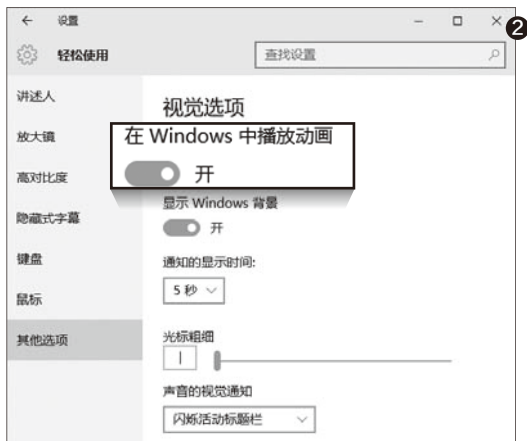 设置
2
轻松使用
查找设置
讲述人
放大镜
高对比度
隐藏式字幕
键盘
鼠标
其他选项
视觉选项
在 Windows 中播放动画
开
显示 Windows 背景
开
通知的显示时间:
5 秒
光标粗细
声音的视觉通知
闪烁活动标题栏